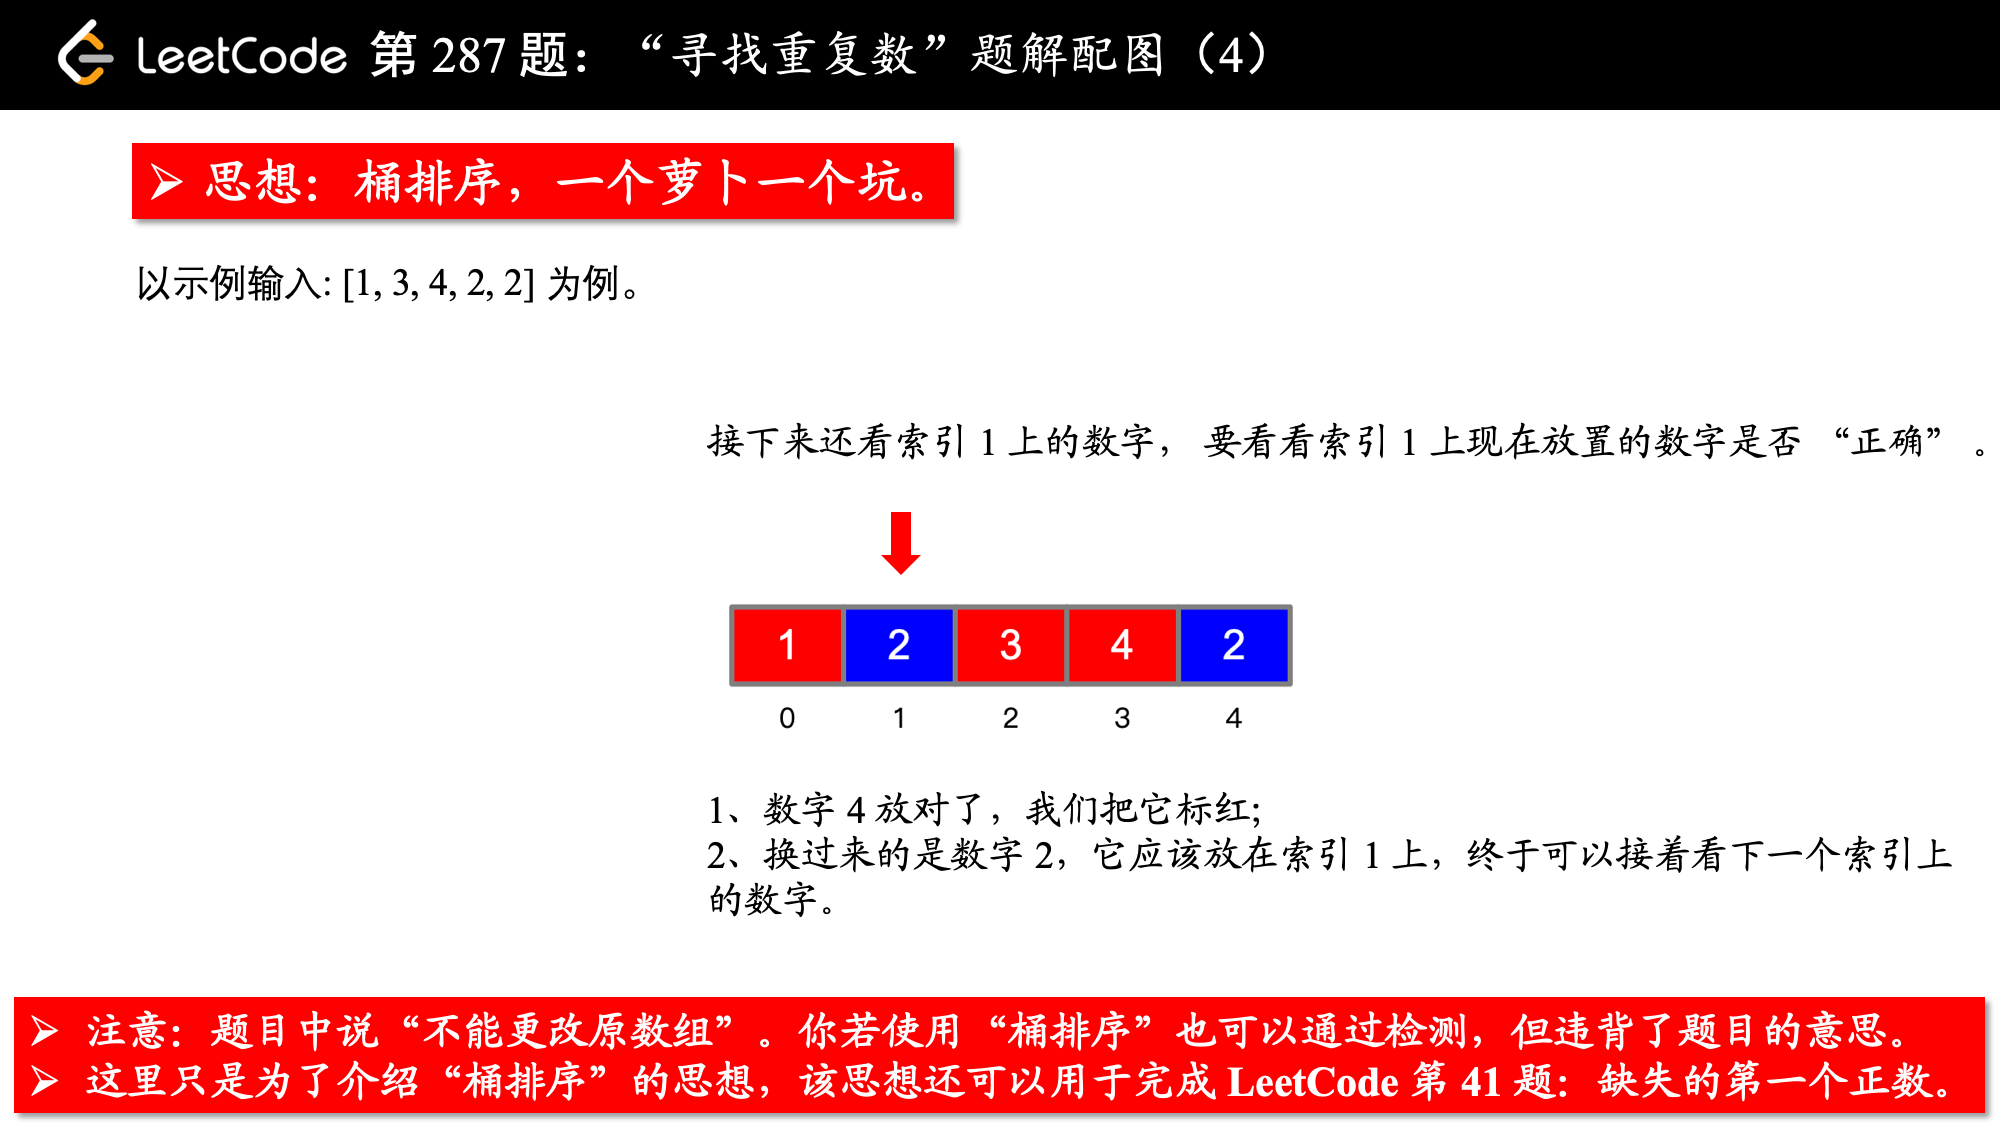 LeetCode 第 287 题：“寻找重复数”题解配图（4）
➢ 思想：桶排序，一个萝卜一个坑。
以示例输入: [1, 3, 4, 2, 2] 为例。
接下来还看索引 1 上的数字， 要看看索引 1 上现在放置的数字是否 “正确” 。
1 2 3 4 2
0 1 2 3 4
1、数字 4 放对了，我们把它标红;
2、换过来的是数字 2，它应该放在索引 1 上，终于可以接着看下一个索引上
的数字。
➢ 注意：题目中说“不能更改原数组”。你若使用“桶排序”也可以通过检测，但违背了题目的意思。
➢ 这里只是为了介绍“桶排序”的思想，该思想还可以用于完成 LeetCode 第 41 题：缺失的第一个正数。